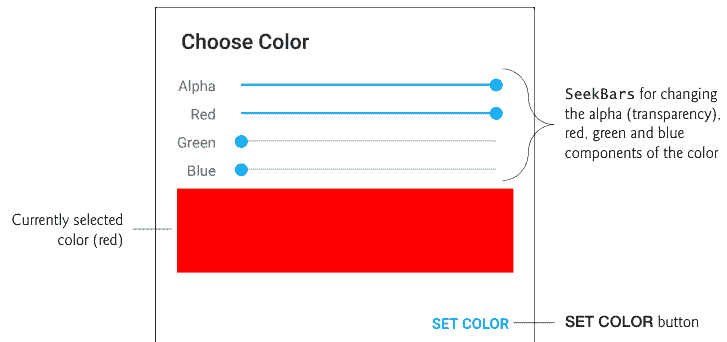 Choose Color
Alpha
Red
Green
Blue
SeekBars for changing
the alpha (transparency),
red, green and blue
components of the color
Currently selected
color (red)
SET COLOR
SET COLOR button